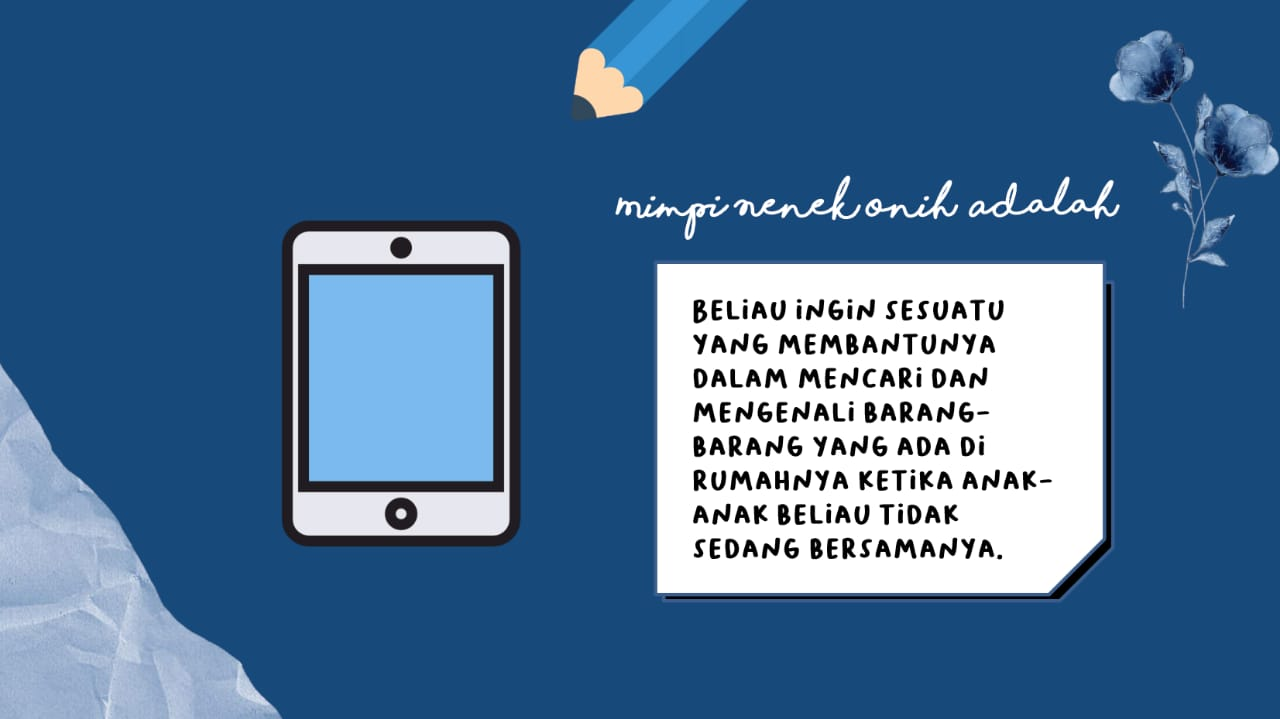 mimpi nenek onih adalah
BELIAU INGIN SESUATU
YANG MEMBANTUNYA
DALAM MENCARI DAN
MENGENALI BARANG-
BARANG YANG ADA DI
RUMAHNYA KETIKA ANAK-
ANAK BELIAU TIDAK
SEDANG BERSAMANYA.